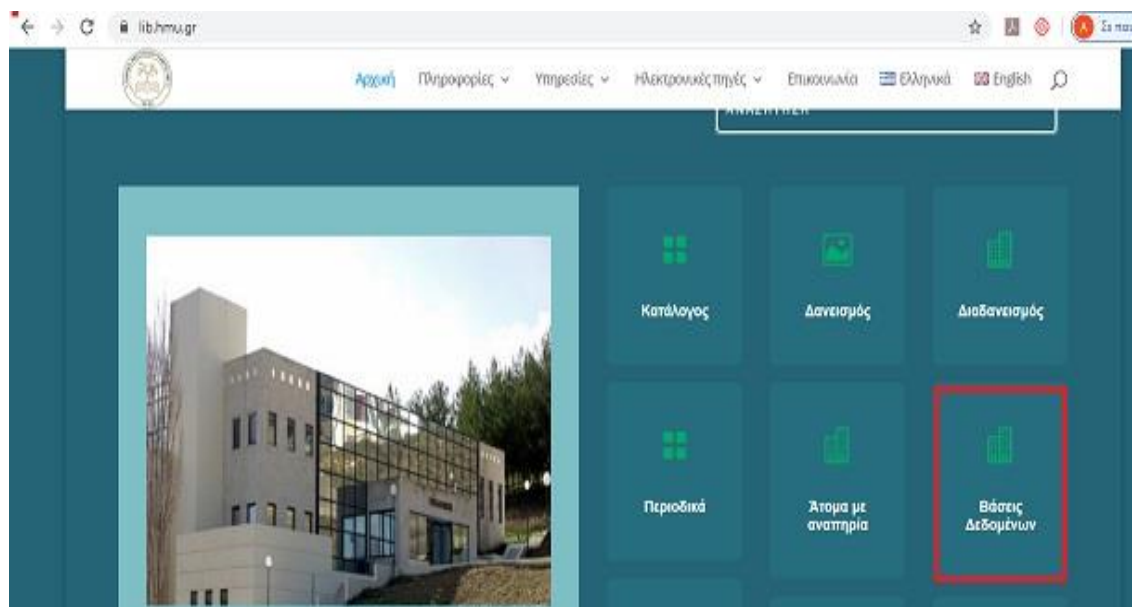 lib.hmu.gr
Αρχική Πληροφορίες Υπηρεσίες Ηλεκτρονικές πηγές Επικοινωνία Ελληνικά English
ΑΝΑΖΗΤΗΣΗ
Κατάλογος
Δανεισμός
Διαδανεισμός
Περιοδικά
Άτομα με
αναπηρία
Βάσεις
Δεδομένων